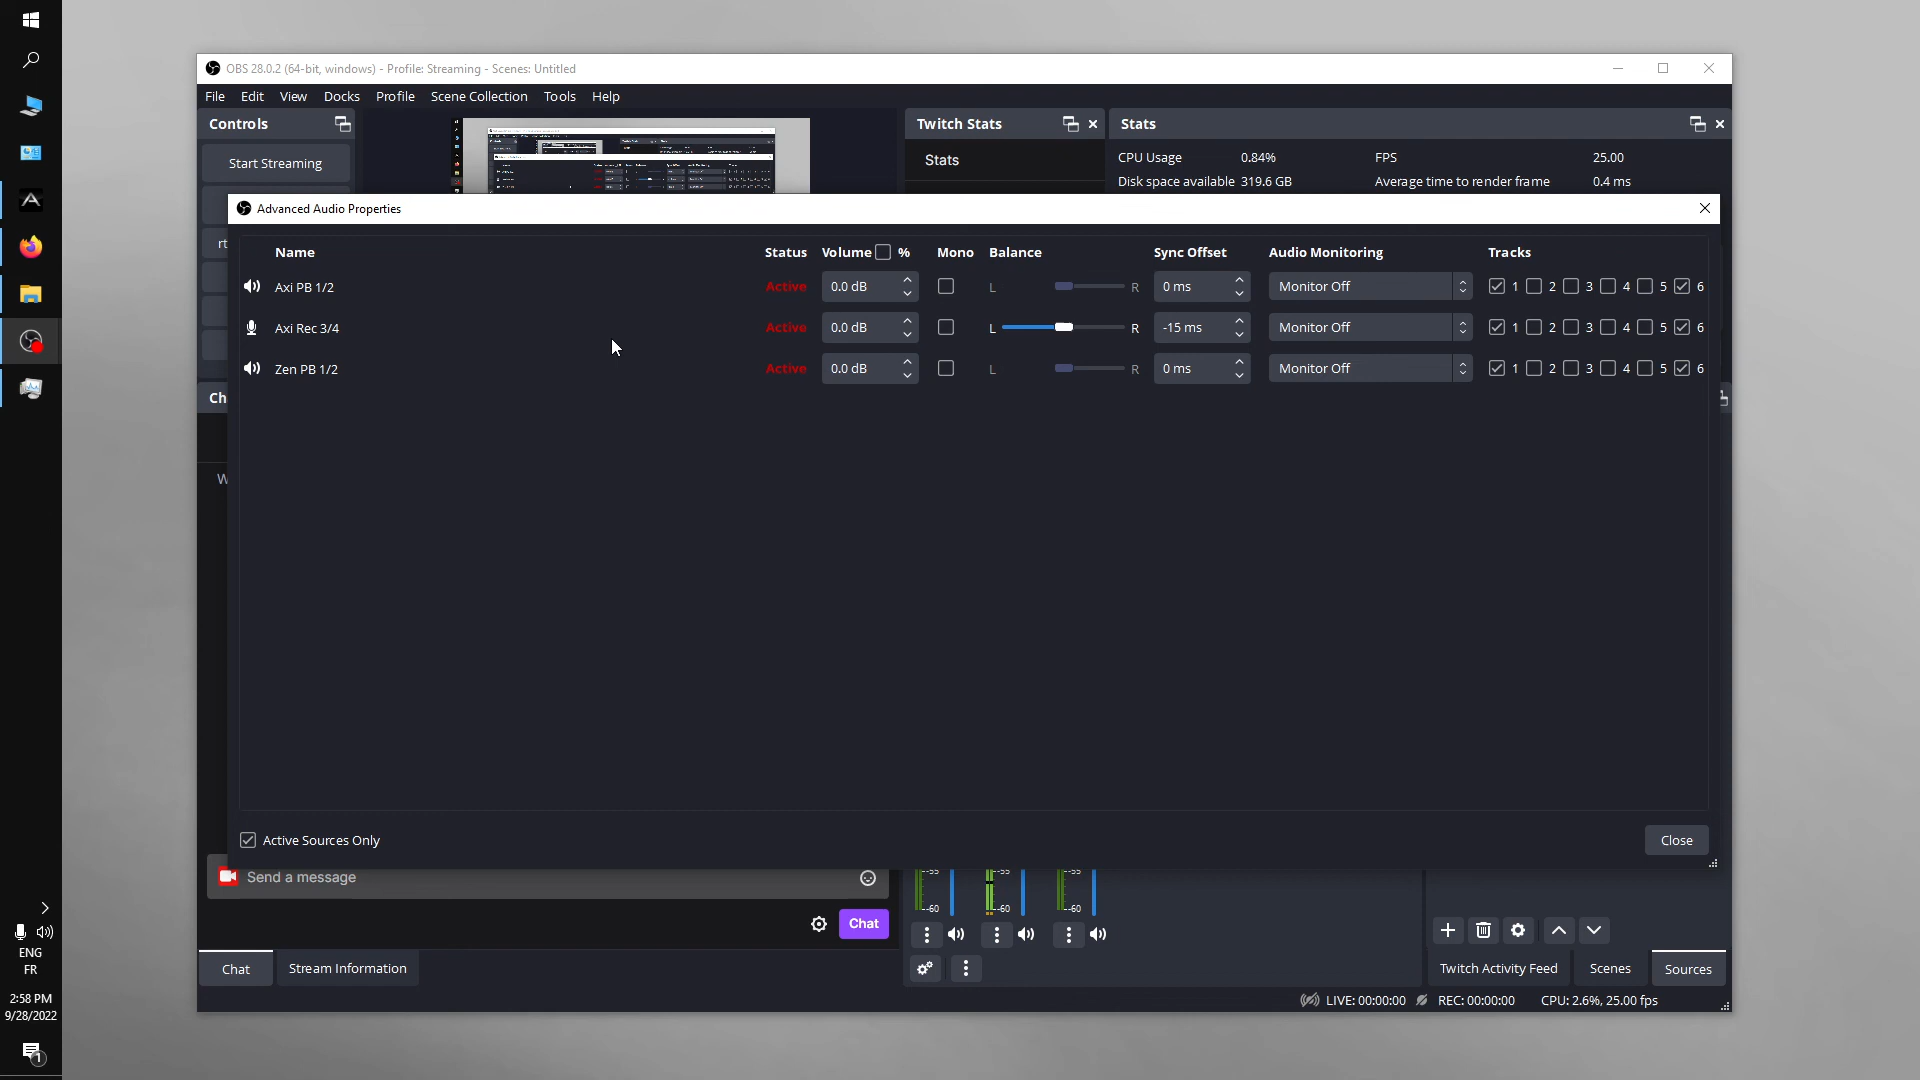 OBS 28.0.2 (64-bit, windows) - Profile: Streaming - Scenes: Untitled
File Edit View Docks Profile Scene Collection Tools Help
Controls
Twitch Stats
Stats
Start Streaming
Stats
CPU Usage 0.84% FPS 25.00
Disk space available 319.6 GB Average time to render frame 0.4 ms
Advanced Audio Properties
Name Status Volume % Mono Balance Sync Offset Audio Monitoring Tracks
Axi PB 1/2 Active 0.0 dB L R 0 ms Monitor Off 1 2 3 4 5 6
Axi Rec 3/4 Active 0.0 dB L R -15 ms Monitor Off 1 2 3 4 5 6
Zen PB 1/2 Active 0.0 dB L R 0 ms Monitor Off 1 2 3 4 5 6
Active Sources Only
Close
Send a message
-55 -55 -55
-60 -60 -60
Chat
Chat Stream Information
Twitch Activity Feed Scenes Sources
LIVE: 00:00:00 REC: 00:00:00 CPU: 2.6%, 25.00 fps
ENG
FR
2:58 PM
9/28/2022
1